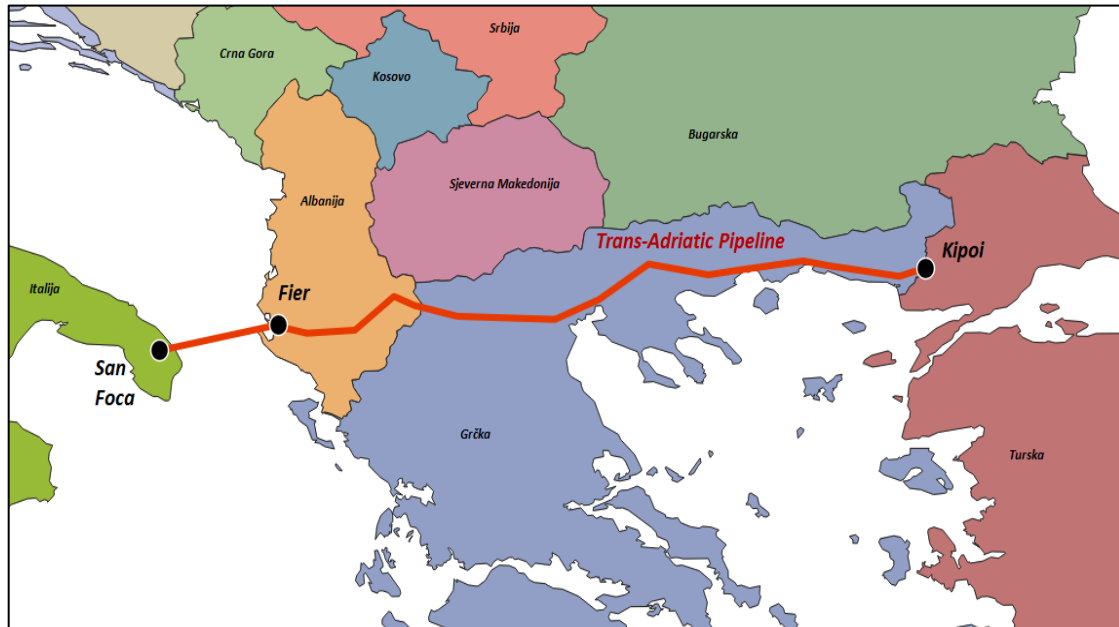 Srbija
Crna Gora
Kosovo
Bugarska
Sjeverna Makedonija
Albanija
Trans-Adriatic Pipeline
Kipoi
Italija
Fier
San
Foca
Grčka
Turska